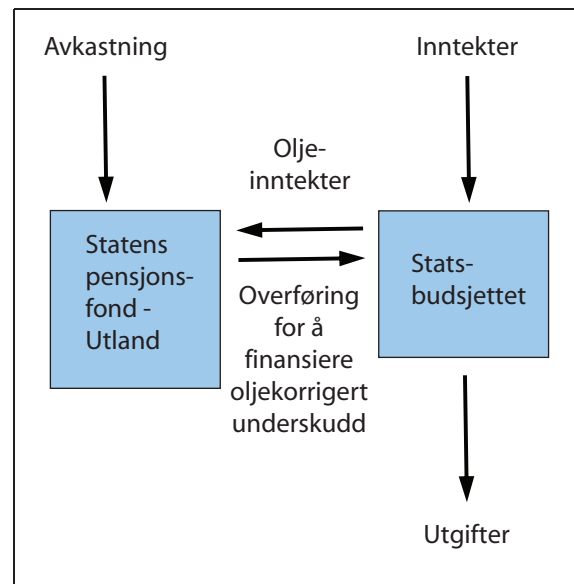 Avkastning
Inntekter
Olje-
inntekter
Statens
pensjons-
fond -
Utland
Stats-
budsjettet
Overføring
for å
finansiere
oljekorrigert
underskudd
Utgifter